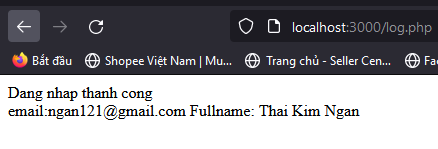 localhost:3000/log.php
Bắt đầu Shopee Việt Nam | Mu... Trang chủ - Seller Cen...
Dang nhap thanh cong
email:ngan121@gmail.com Fullname: Thai Kim Ngan